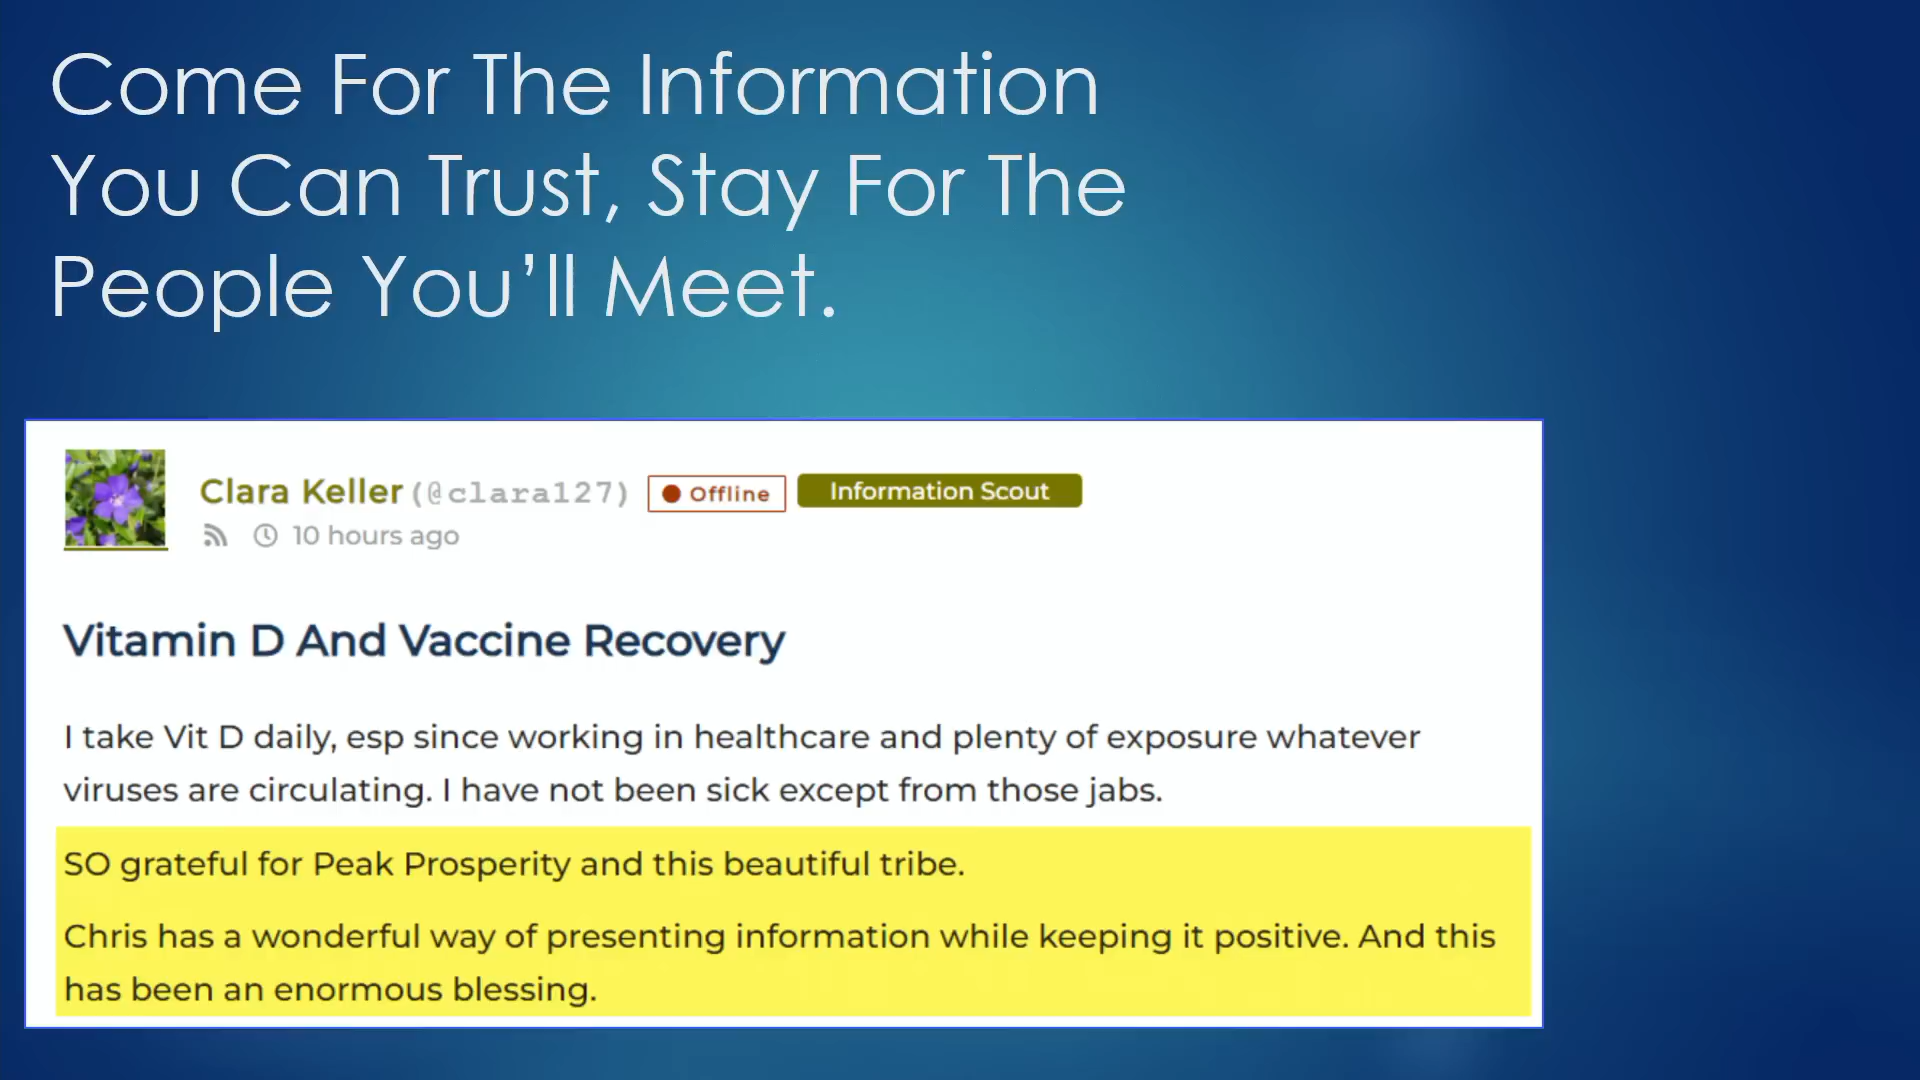 Come For The Information
You Can Trust, Stay For The
People You’ll Meet.
Clara Keller (@clara127) Offline Information Scout
10 hours ago
Vitamin D And Vaccine Recovery
I take Vit D daily, esp since working in healthcare and plenty of exposure whatever
viruses are circulating. I have not been sick except from those jabs.
SO grateful for Peak Prosperity and this beautiful tribe.
Chris has a wonderful way of presenting information while keeping it positive. And this
has been an enormous blessing.